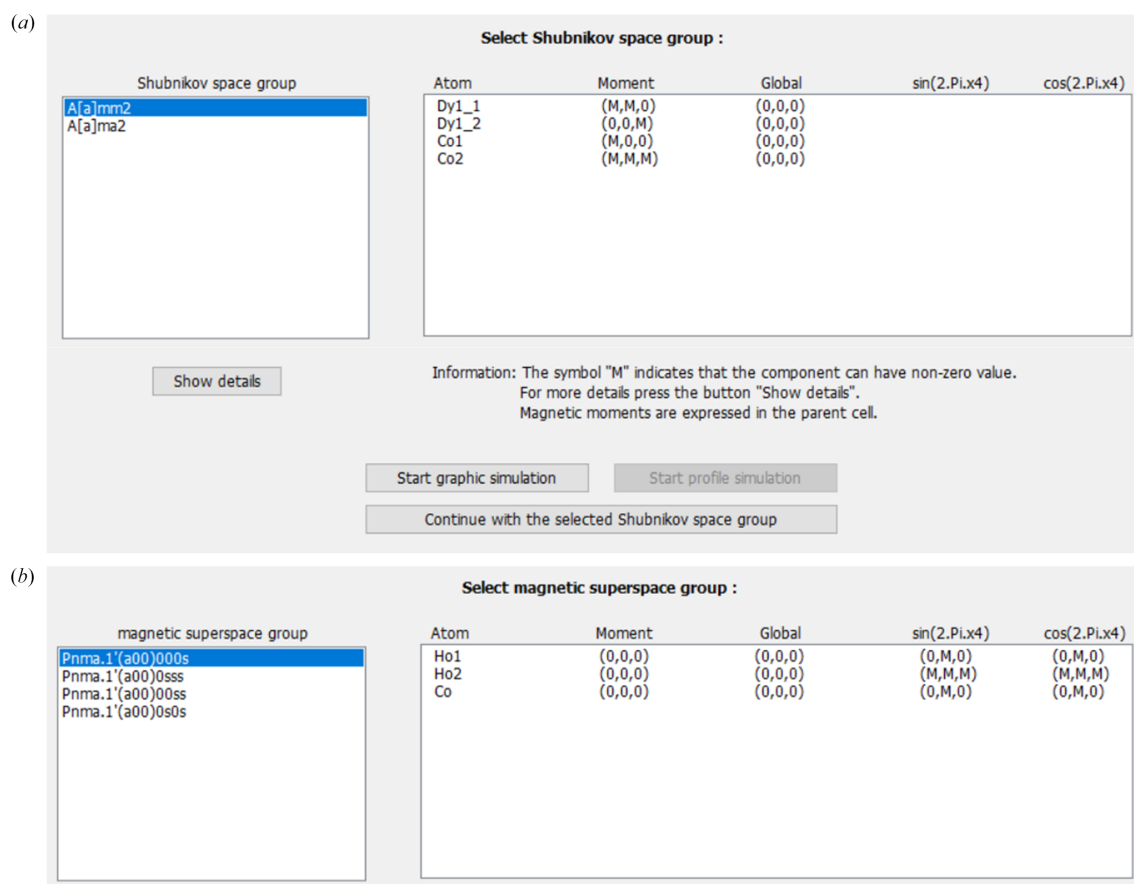 (a)
Select Shubnikov space group :
Shubnikov space group
A[a]mm2
A[a]ma2
Atom Moment Global sin(2.Pi.x4) cos(2.Pi.x4)
Dy1_1 (M,M,0) (0,0,0)
Dy1_2 (0,0,M) (0,0,0)
Co1 (M,0,0) (0,0,0)
Co2 (M,M,M) (0,0,0)
Show details
Information: The symbol "M" indicates that the component can have non-zero value.
For more details press the button "Show details".
Magnetic moments are expressed in the parent cell.
Start graphic simulation
Start profile simulation
Continue with the selected Shubnikov space group
(b)
Select magnetic superspace group :
magnetic superspace group
Pnma.1'(a00)000s
Pnma.1'(a00)0sss
Pnma.1'(a00)00ss
Pnma.1'(a00)0s0s
Atom Moment Global sin(2.Pi.x4) cos(2.Pi.x4)
Ho1 (0,0,0) (0,0,0) (0,M,0) (0,M,0)
Ho2 (0,0,0) (0,0,0) (M,M,M) (M,M,M)
Co (0,0,0) (0,0,0) (0,M,0) (0,M,0)